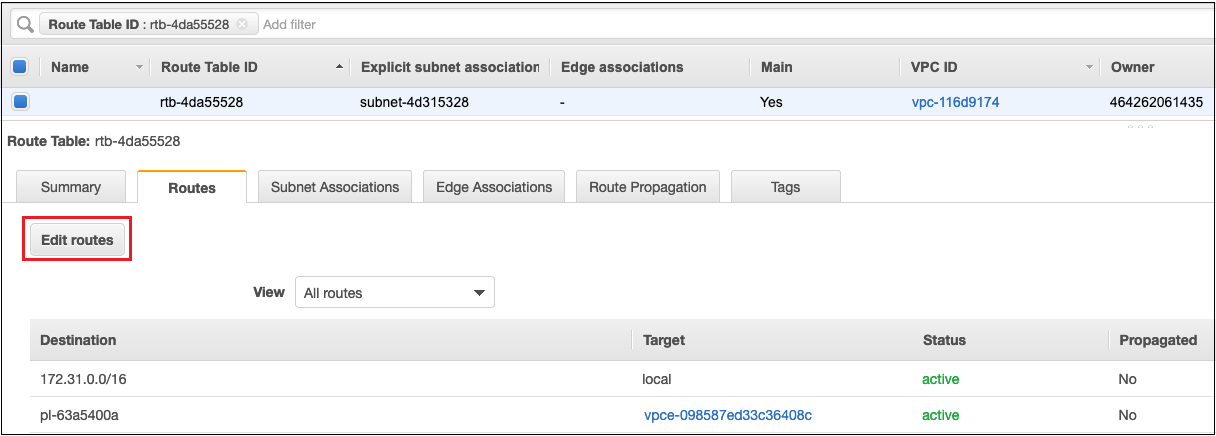 Route Table ID : rtb-4da55528 Add filter
Name Route Table ID Explicit subnet association Edge associations Main VPC ID Owner
rtb-4da55528 subnet-4d315328 - Yes vpc-116d9174 464262061435
Route Table: rtb-4da55528
Summary Routes Subnet Associations Edge Associations Route Propagation Tags
Edit routes
View All routes
Destination Target Status Propagated
172.31.0.0/16 local active No
pl-63a5400a vpce-098587ed33c36408c active No